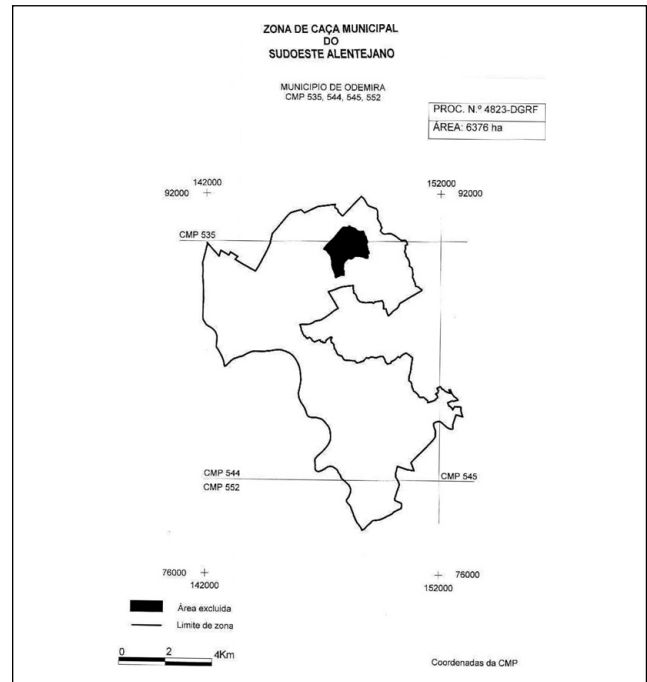 ZONA DE CAÇA MUNICIPAL
DO
SUDOESTE ALENTEJANO
MUNICIPIO DE ODEMIRA
CMP 535, 544, 545, 552
PROC. N.º 4823-DGRF
ÁREA: 6376 ha
142000
152000
92000
92000
CMP 535
CMP 544
CMP 545
CMP 552
76000
76000
142000
152000
Área excluida
Limite de zona
0 2 4Km
Coordenadas da CMP